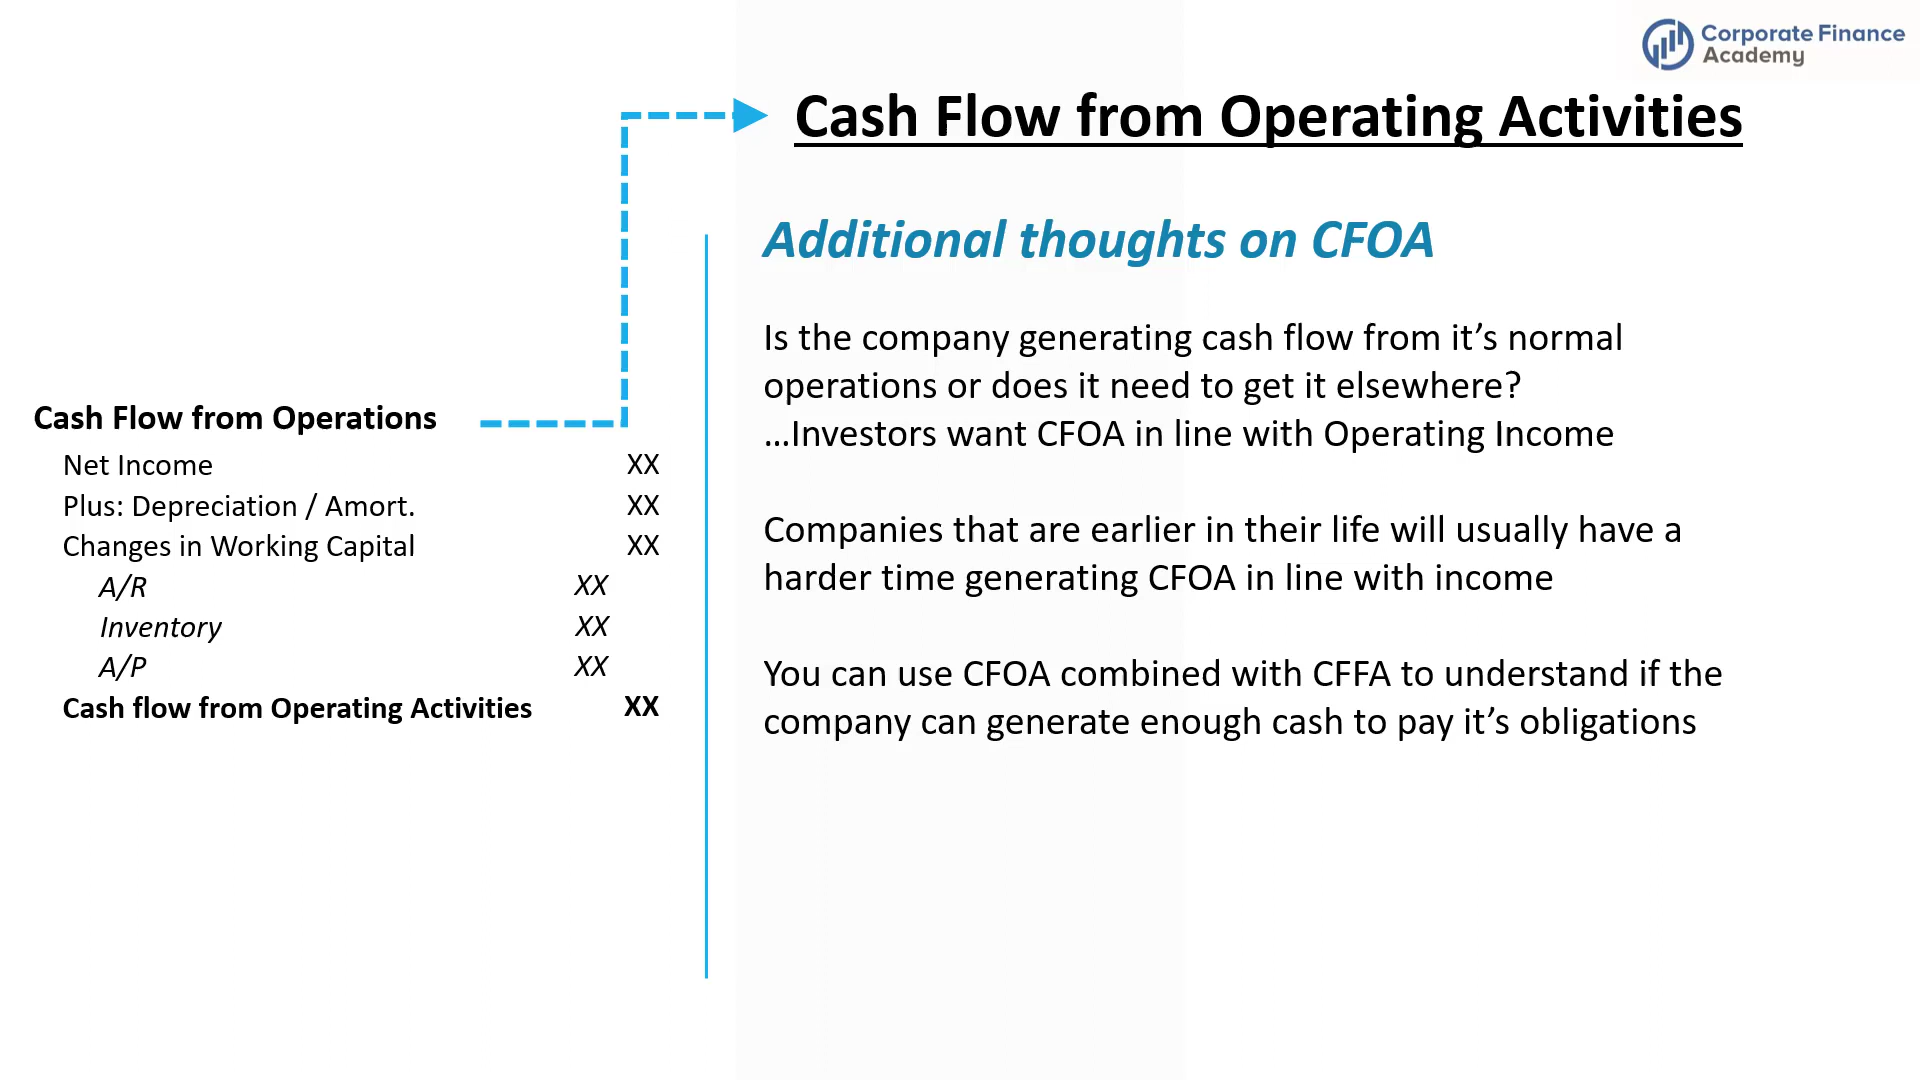 Corporate Finance
Academy
Cash Flow from Operating Activities
Cash Flow from Operations
Net Income XX
Plus: Depreciation / Amort. XX
Changes in Working Capital XX
A/R XX
Inventory XX
A/P XX
Cash flow from Operating Activities XX
Additional thoughts on CFOA
Is the company generating cash flow from it’s normal
operations or does it need to get it elsewhere?
…Investors want CFOA in line with Operating Income
Companies that are earlier in their life will usually have a
harder time generating CFOA in line with income
You can use CFOA combined with CFFA to understand if the
company can generate enough cash to pay it’s obligations